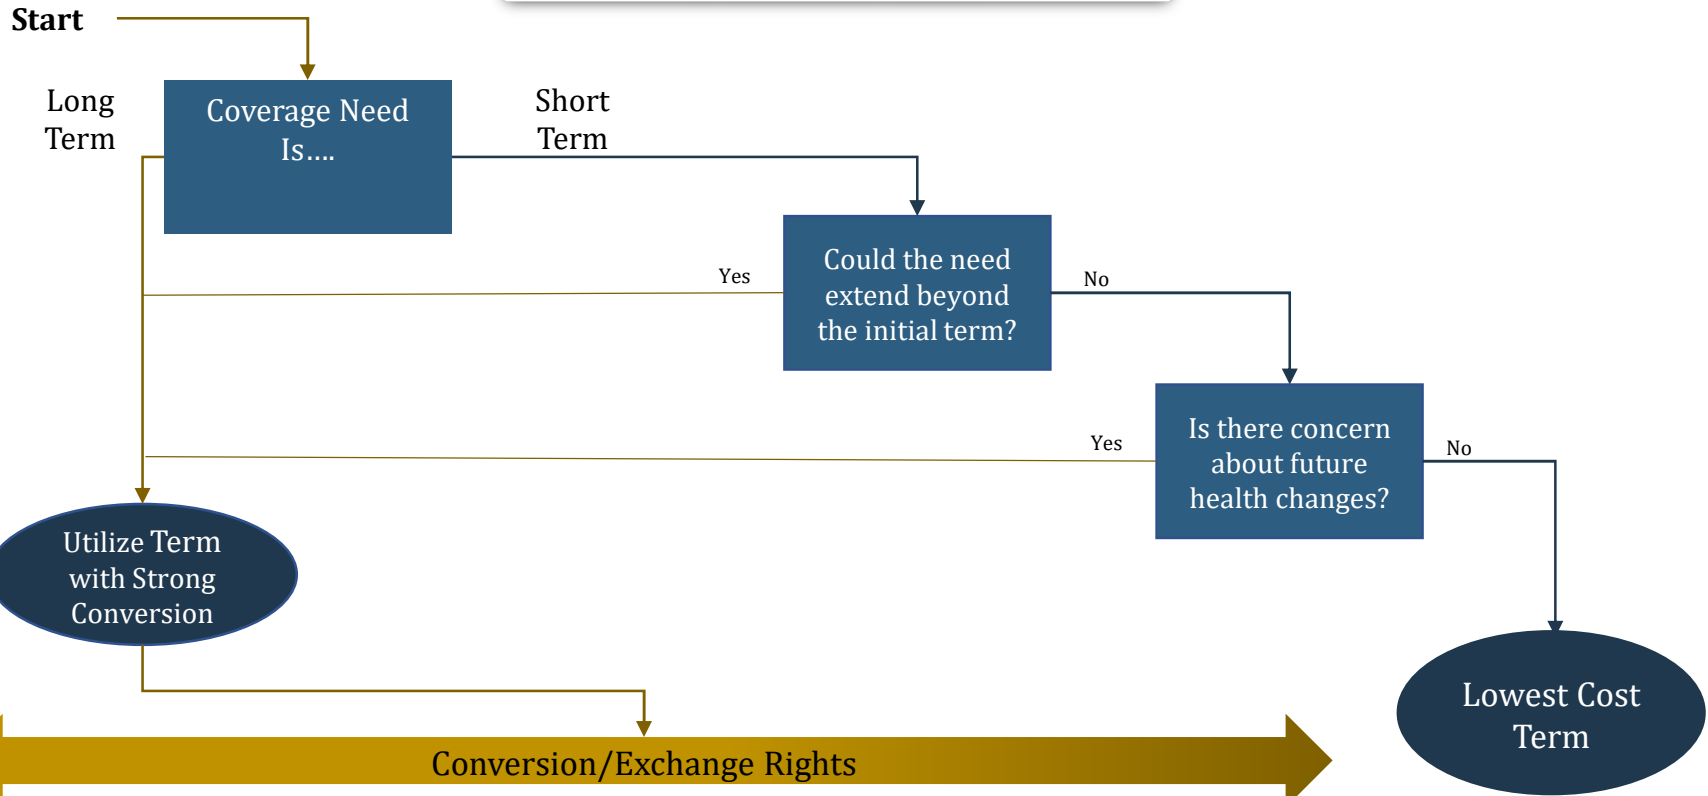 Start
Long
Term
Coverage Need
Is....
Short
Term
Could the need
extend beyond
the initial term?
Yes
No
Is there concern
about future
health changes?
Yes
No
Utilize Term
with Strong
Conversion
Lowest Cost
Term
Conversion/Exchange Rights